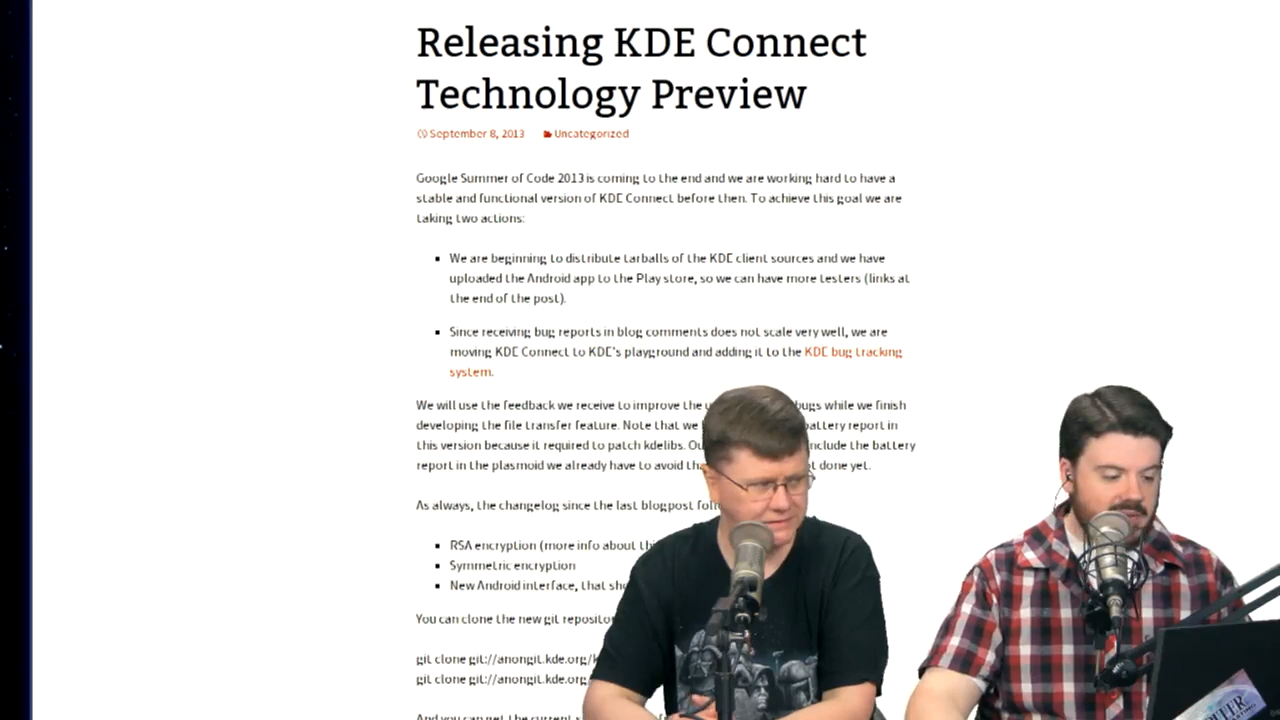 Releasing KDE Connect
Technology Preview
September 8, 2013 Uncategorized
Google Summer of Code 2013 is coming to the end and we are working hard to have a
stable and functional version of KDE Connect before then. To achieve this goal we are
taking two actions:
We are beginning to distribute tarballs of the KDE client sources and we have
uploaded the Android app to the Play store, so we can have more testers (links at
the end of the post).
Since receiving bug reports in blog comments does not scale very well, we are
moving KDE Connect to KDE's playground and adding it to the KDE bug tracking
system.
We will use the feedback we receive to improve the bugs while we finish
developing the file transfer feature. Note that we battery report in
this version because it required to patch kdelibs. include the battery
report in the plasmoid we already have to avoid done yet.
As always, the changelog since the last blogpost
RSA encryption (more info about
Symmetric encryption
New Android interface, that
You can clone the new git
git clone git://anongit.kde.org/
git clone git://anongit.kde.org
And you can get the current